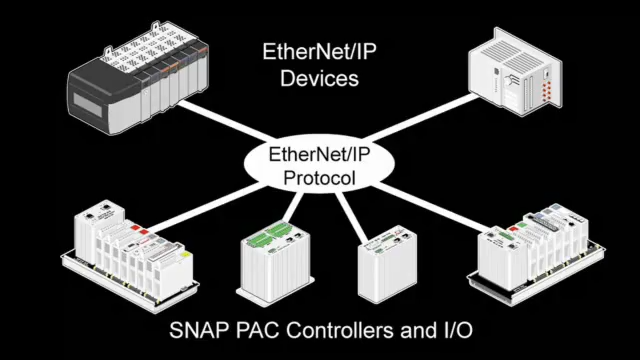 EtherNet/IP
Devices
EtherNet/IP
Protocol
SNAP PAC Controllers and I/O